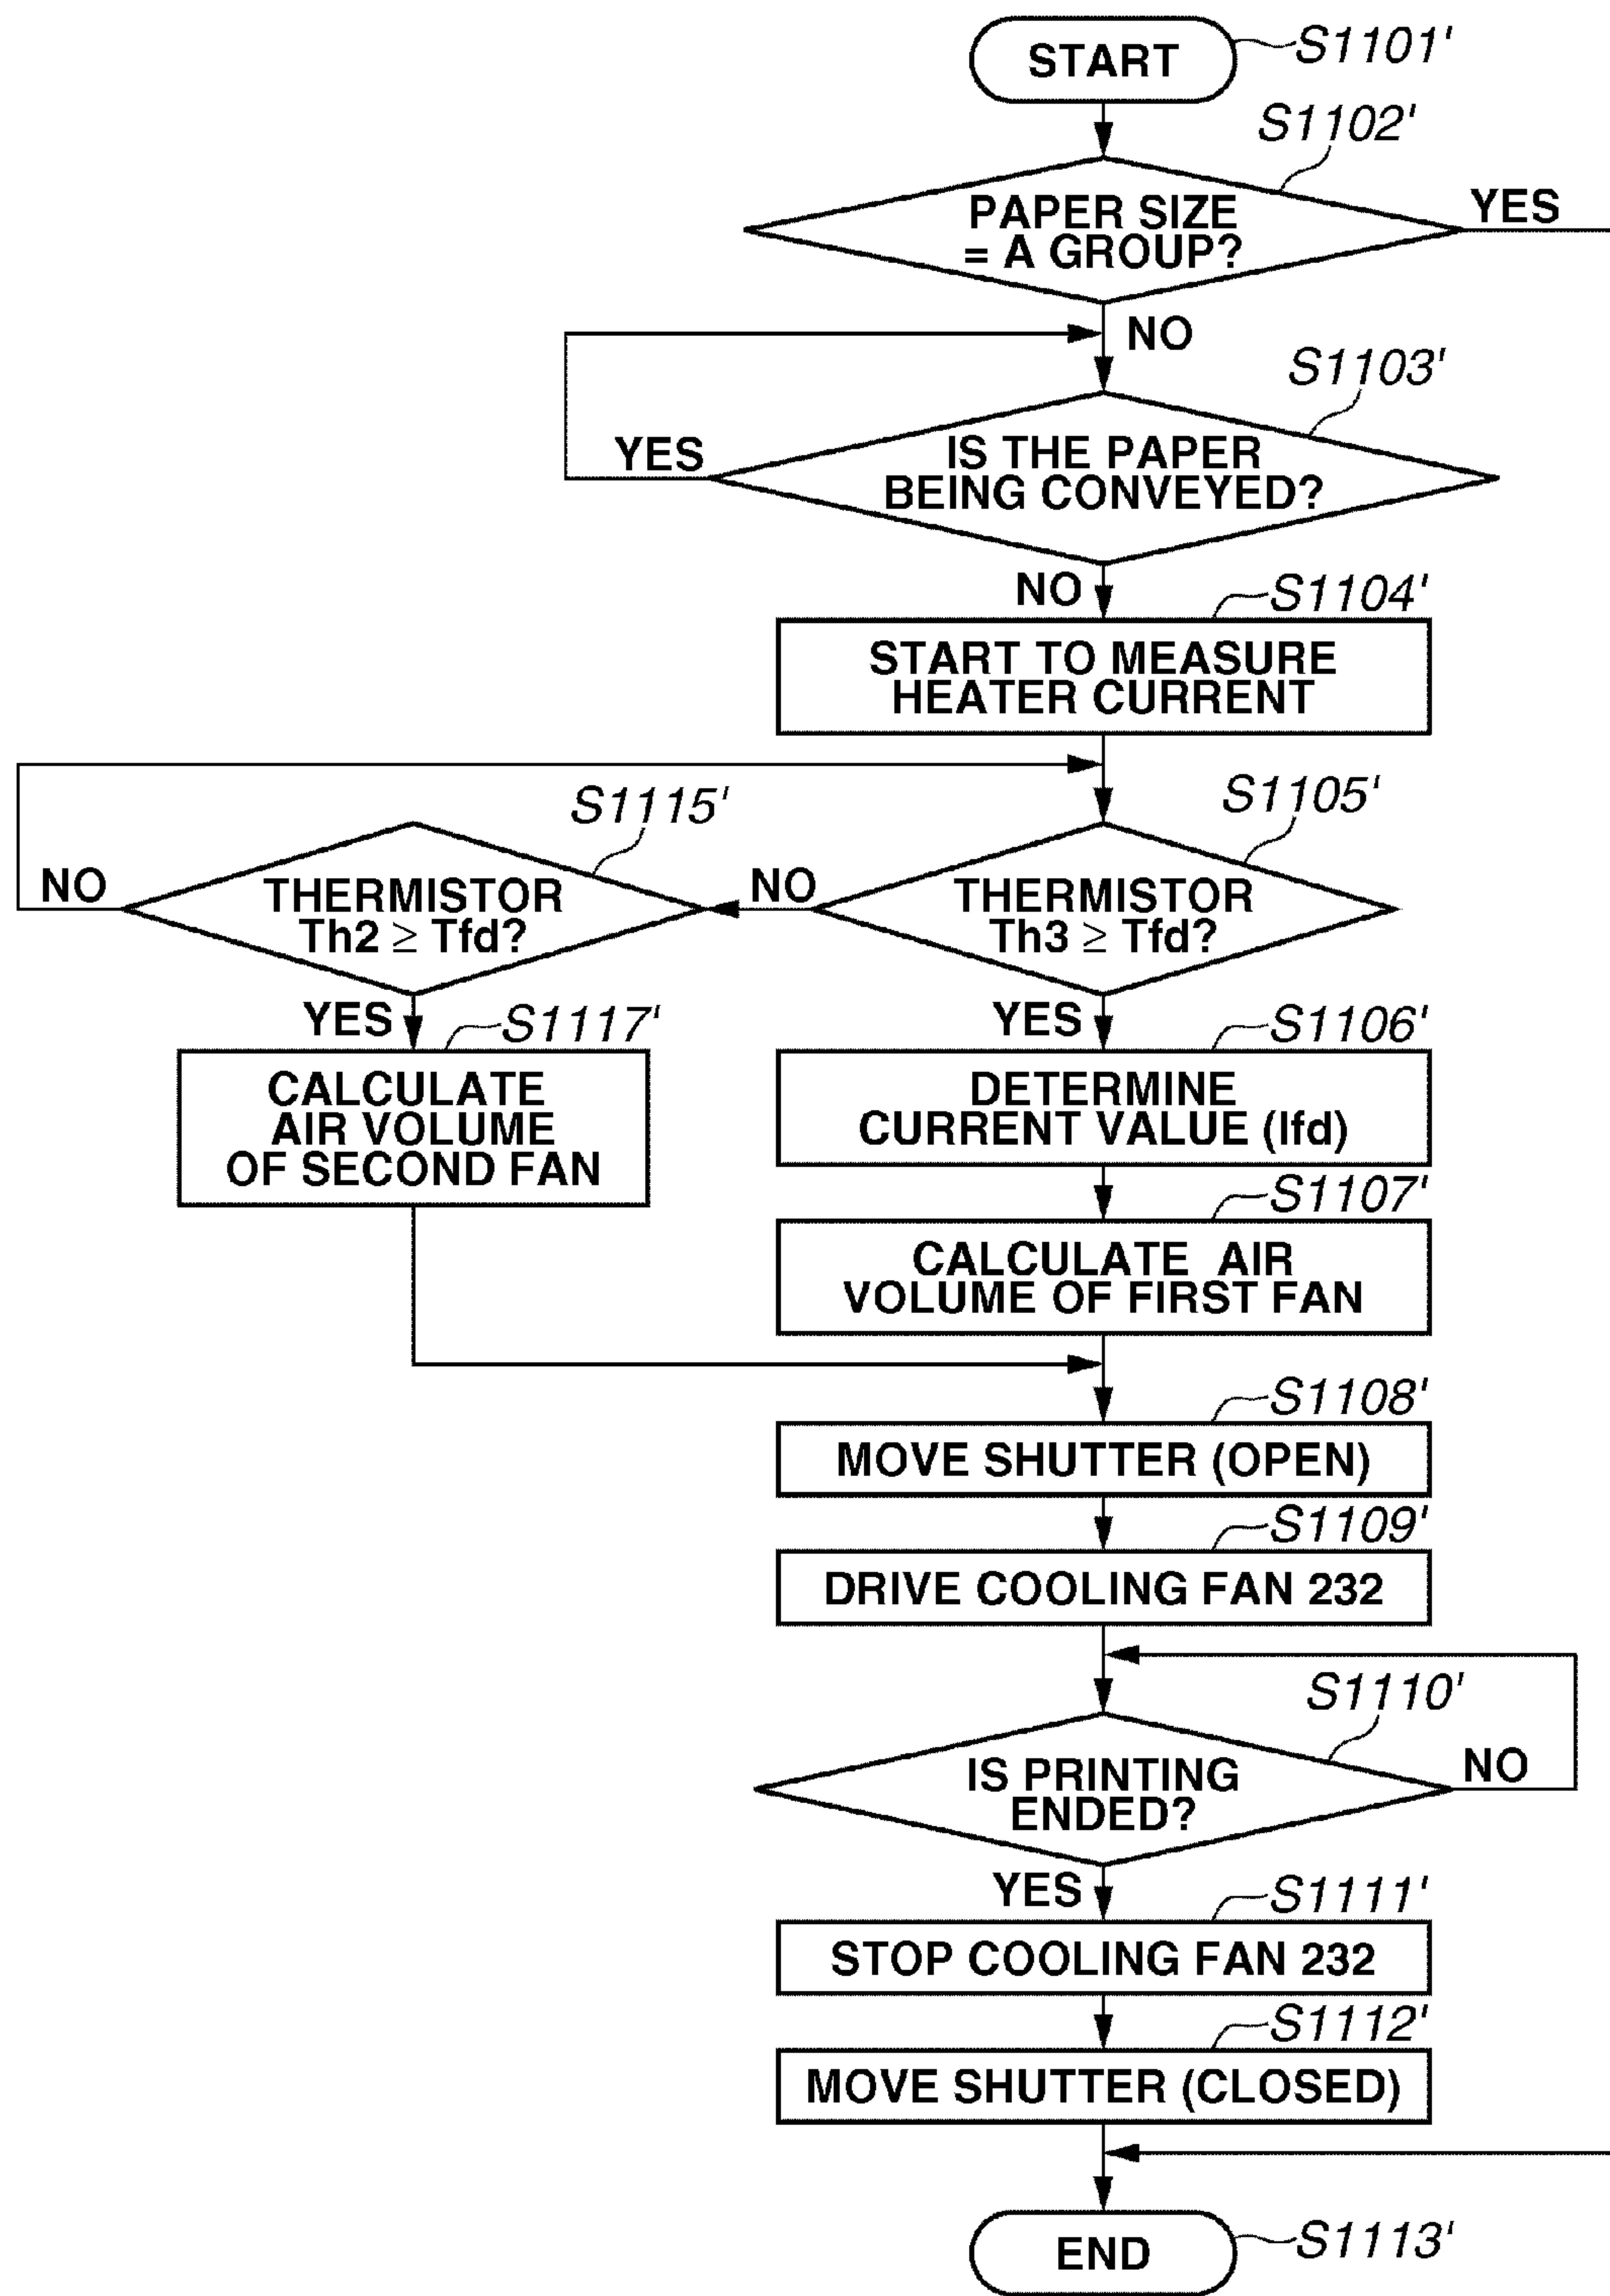 START
S1101'
S1102'
PAPER SIZE
= A GROUP?
YES
NO
S1103'
IS THE PAPER
BEING CONVEYED?
YES
NO
S1104'
START TO MEASURE
HEATER CURRENT
S1115'
S1105'
NO
THERMISTOR
Th2 ≥ Tfd?
NO
THERMISTOR
Th3 ≥ Tfd?
YES
S1117'
YES
S1106'
CALCULATE
AIR VOLUME
OF SECOND FAN
DETERMINE
CURRENT VALUE (Ifd)
S1107'
CALCULATE AIR
VOLUME OF FIRST FAN
S1108'
MOVE SHUTTER (OPEN)
S1109'
DRIVE COOLING FAN 232
S1110'
IS PRINTING
ENDED?
NO
YES
S1111'
STOP COOLING FAN 232
S1112'
MOVE SHUTTER (CLOSED)
END
S1113'